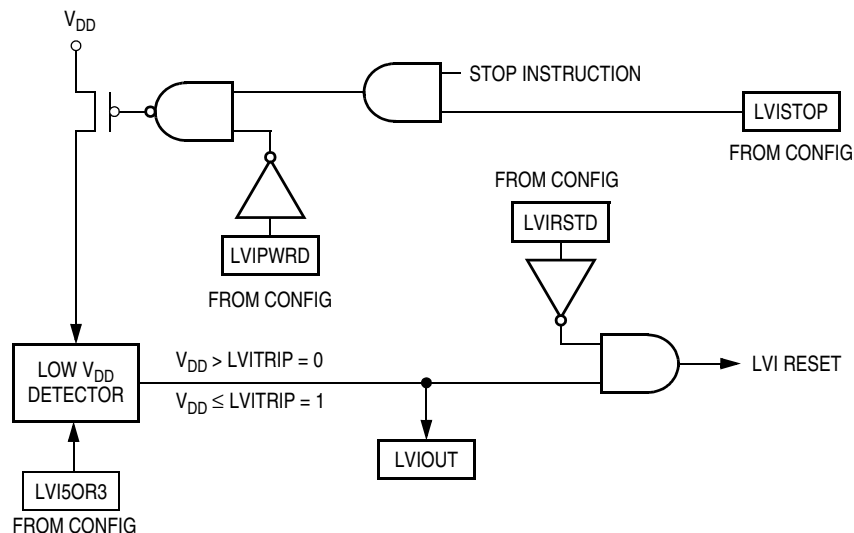 VDD
STOP INSTRUCTION
LVISTOP
FROM CONFIG
FROM CONFIG
LVIRSTD
LVIPWRD
FROM CONFIG
LOW VDD
DETECTOR
VDD > LVITRIP = 0
VDD ≤ LVITRIP = 1
LVI RESET
LVIOUT
LVI5OR3
FROM CONFIG